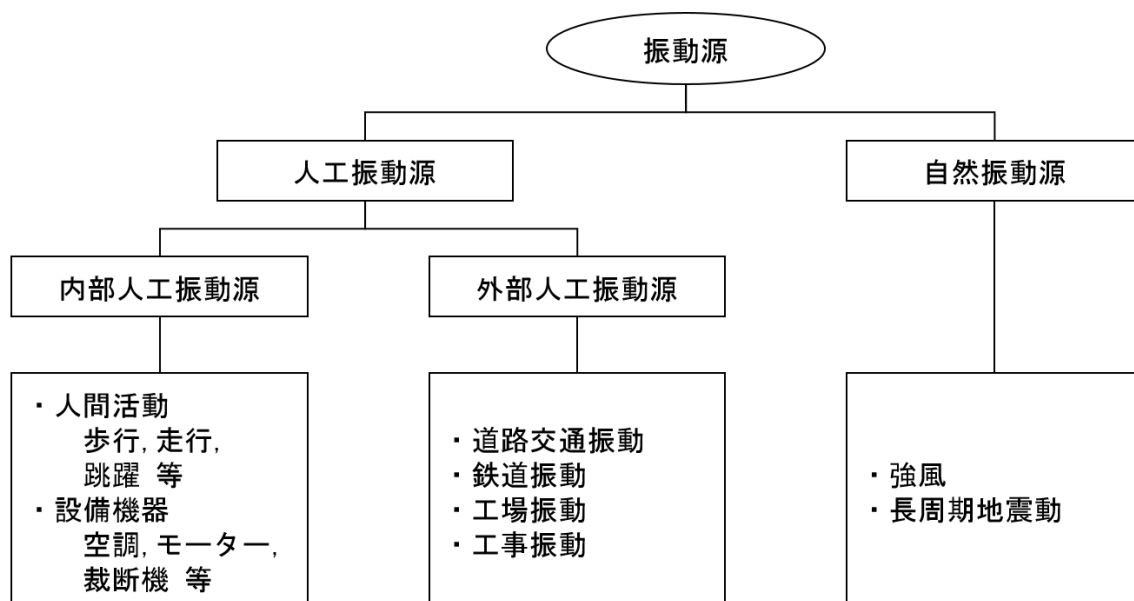 振動源
人工振動源
自然振動源
内部人工振動源
外部人工振動源
・人間活動
歩行,走行,
跳躍 等
・設備機器
空調,モーター,
裁断機 等
・道路交通振動
・鉄道振動
・工場振動
・工事振動
・強風
・長周期地震動